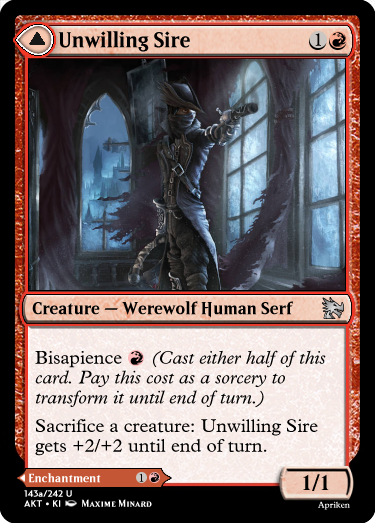 Unwilling Sire 1
Creature — Werewolf Human Serf
Bisapience (Cast either half of this
card. Pay this cost as a sorcery to
transform it until end of turn.)
Sacrifice a creature: Unwilling Sire
gets +2/+2 until end of turn.
Enchantment 1
1/1
143a/242 U
AKT • KI Maxime Minard
Apriken